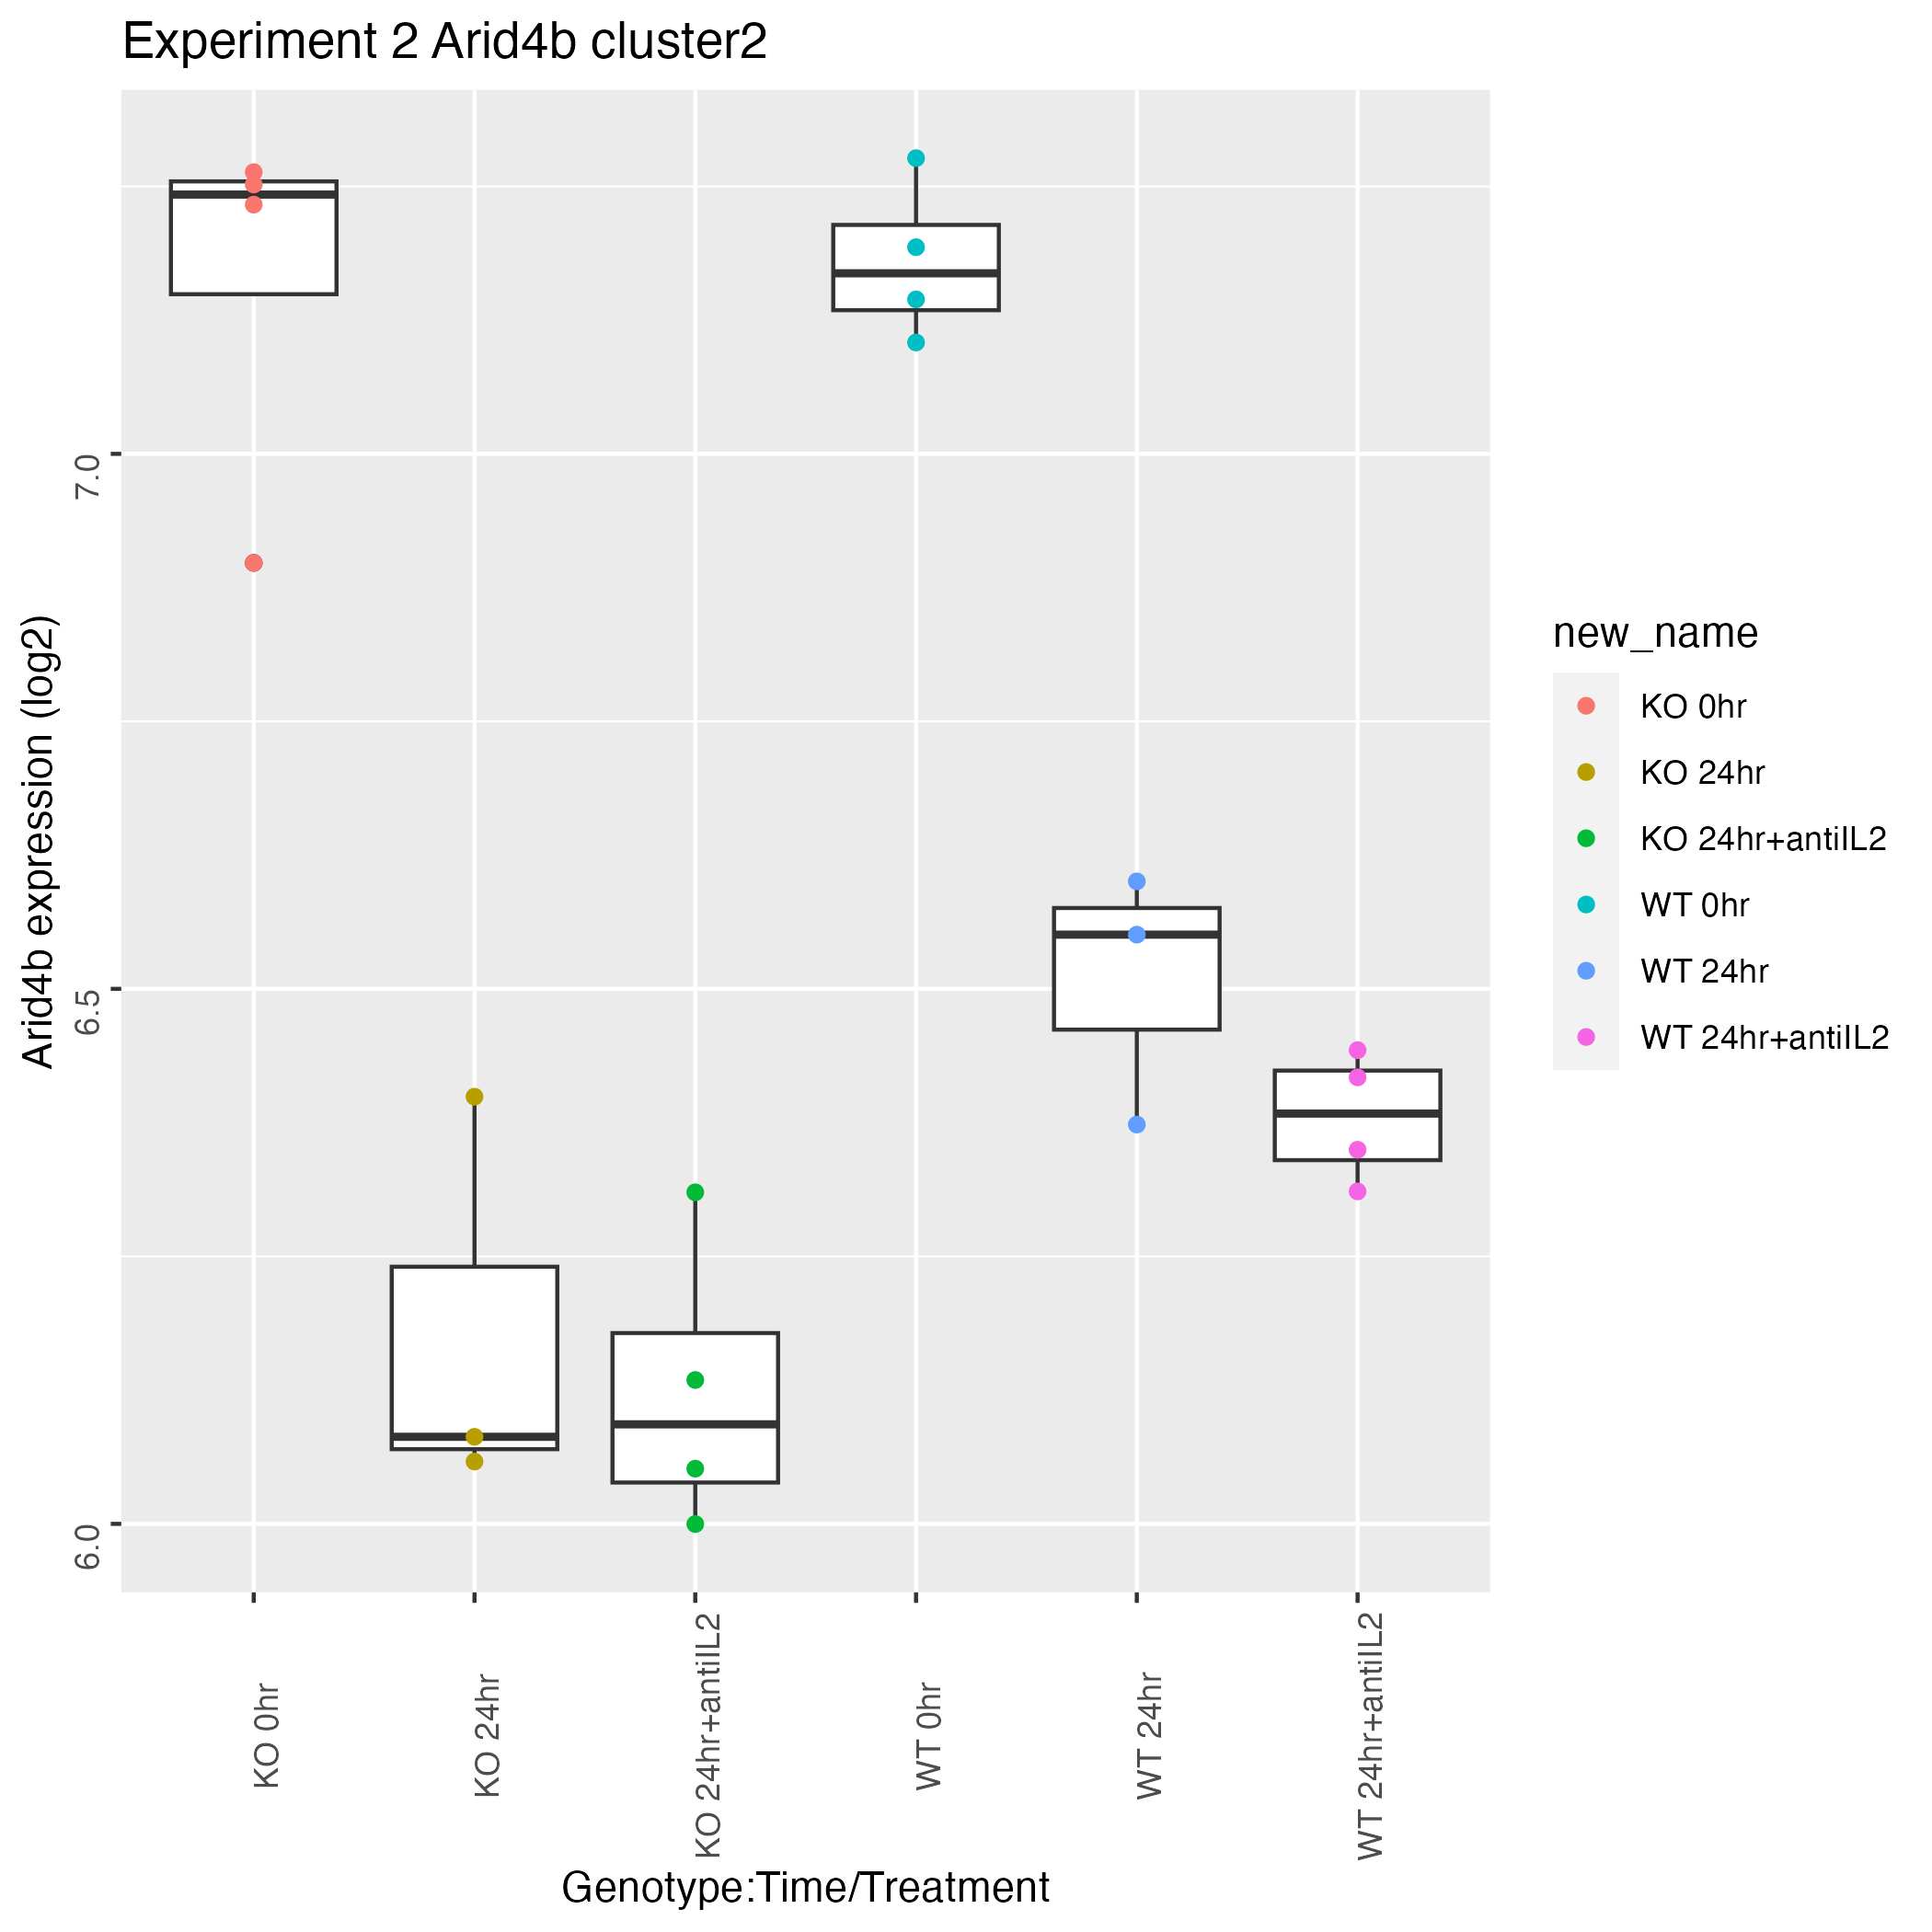 Experiment 2 Arid4b cluster2
Arid4b expression (log2)
7.0
6.5
6.0
KO 0hr
KO 24hr
KO 24hr+antiIL2
WT 0hr
WT 24hr
WT 24hr+antiIL2
Genotype:Time/Treatment
new_name
KO 0hr
KO 24hr
KO 24hr+antiIL2
WT 0hr
WT 24hr
WT 24hr+antiIL2